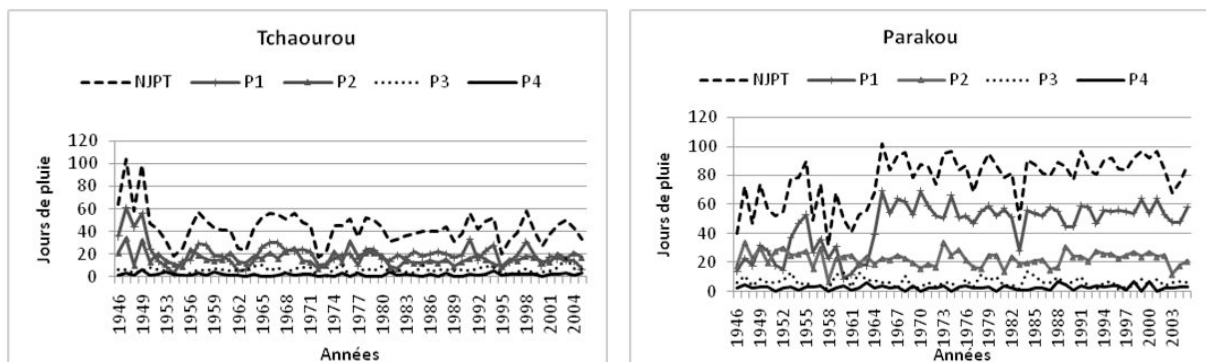 Tchaourou
NJPT P1 P2 P3 P4
Jours de pluie
120
100
80
60
40
20
0
1946 1949 1953 1956 1959 1962 1965 1968 1971 1974 1977 1980 1983 1986 1989 1992 1995 1998 2001 2004
Années
Parakou
NJPT P1 P2 P3 P4
Jours de pluie
120
100
80
60
40
20
0
1946 1949 1952 1955 1958 1961 1964 1967 1970 1973 1976 1979 1982 1985 1988 1991 1994 1997 2000 2003
Années